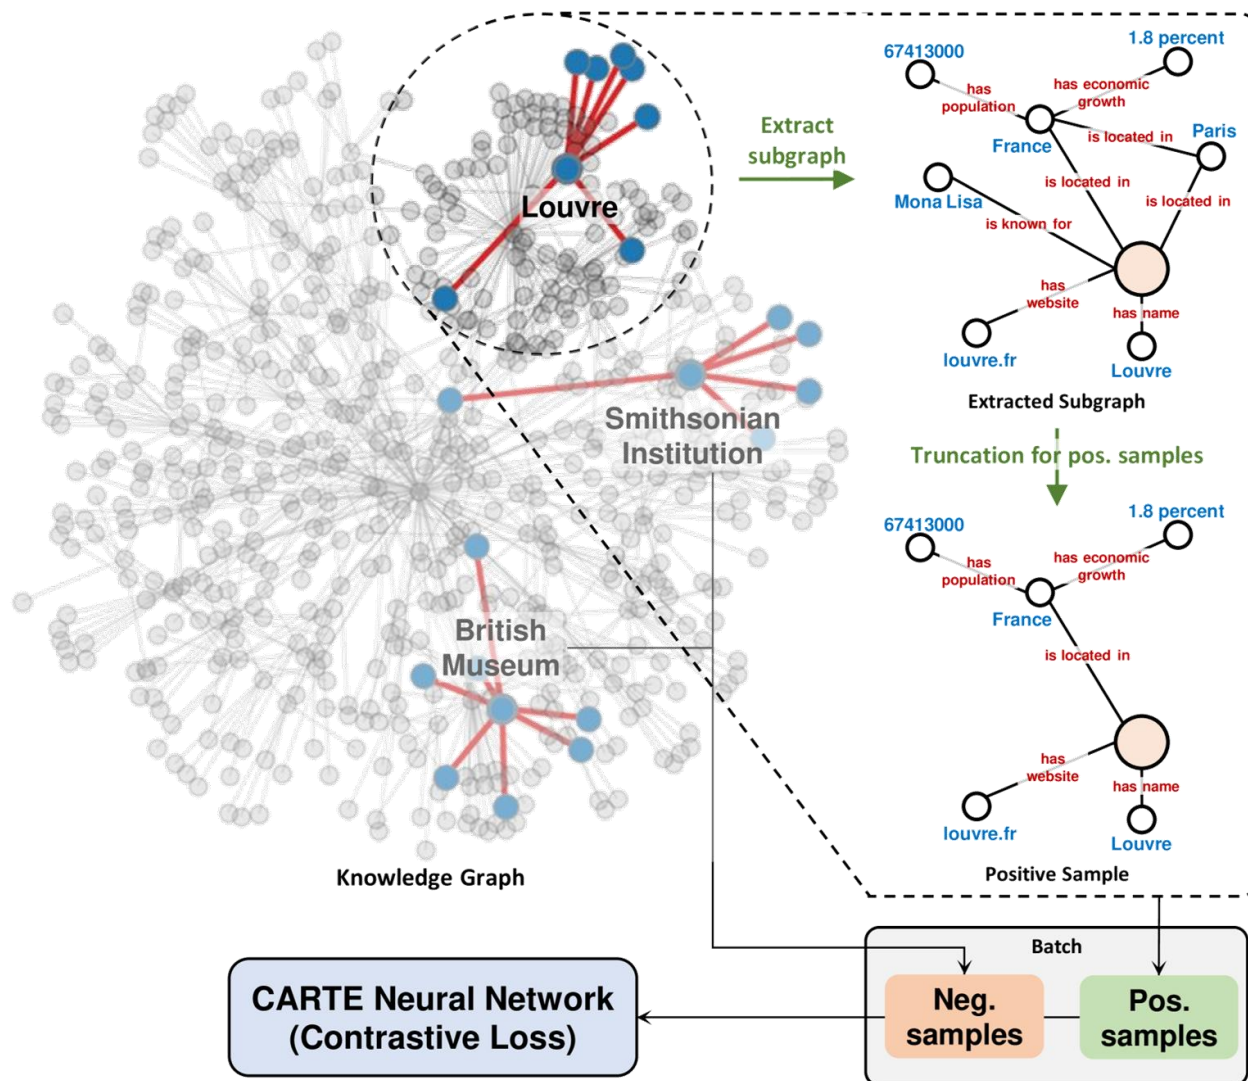 Louvre
Smithsonian
Institution
British
Museum
Knowledge Graph
Extract
subgraph
67413000
1.8 percent
has
population
has economic
growth
France
is located in
Paris
Mona Lisa
is located in
is located in
is known for
has
website
has name
louvre.fr
Louvre
Extracted Subgraph
Truncation for pos. samples
67413000
1.8 percent
has
population
has economic
growth
France
is located in
has
website
has name
louvre.fr
Louvre
Positive Sample
Batch
Neg.
samples
Pos.
samples
CARTE Neural Network
(Contrastive Loss)